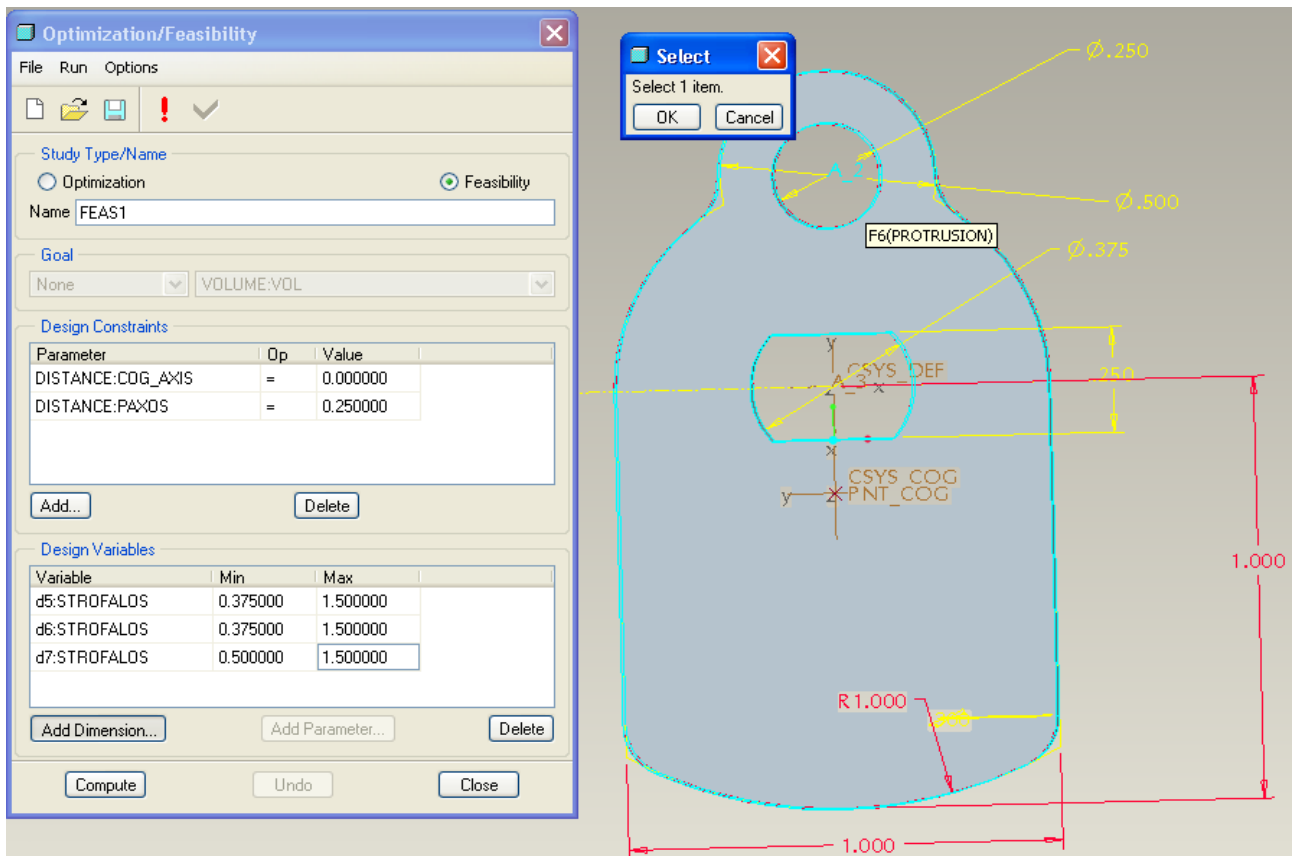 Optimization/Feasibility
File Run Options
Study Type/Name
Optimization
Feasibility
Name FEAS1
Goal
None
VOLUME:VOL
Design Constraints
Parameter Op Value
DISTANCE:COG_AXIS = 0.000000
DISTANCE:PAXOS = 0.250000
Add...
Delete
Design Variables
Variable Min Max
d5:STROFALOS 0.375000 1.500000
d6:STROFALOS 0.375000 1.500000
d7:STROFALOS 0.500000 1.500000
Add Dimension...
Add Parameter...
Delete
Compute
Undo
Close
Select
Select 1 item.
OK
Cancel
Ø.250
A_2
Ø.500
F6(PROTRUSION)
Ø.375
y
CSYS_DEF
A_3
x
.250
x
CSYS_COG
y
PNT_COG
1.000
R1.000
1.000